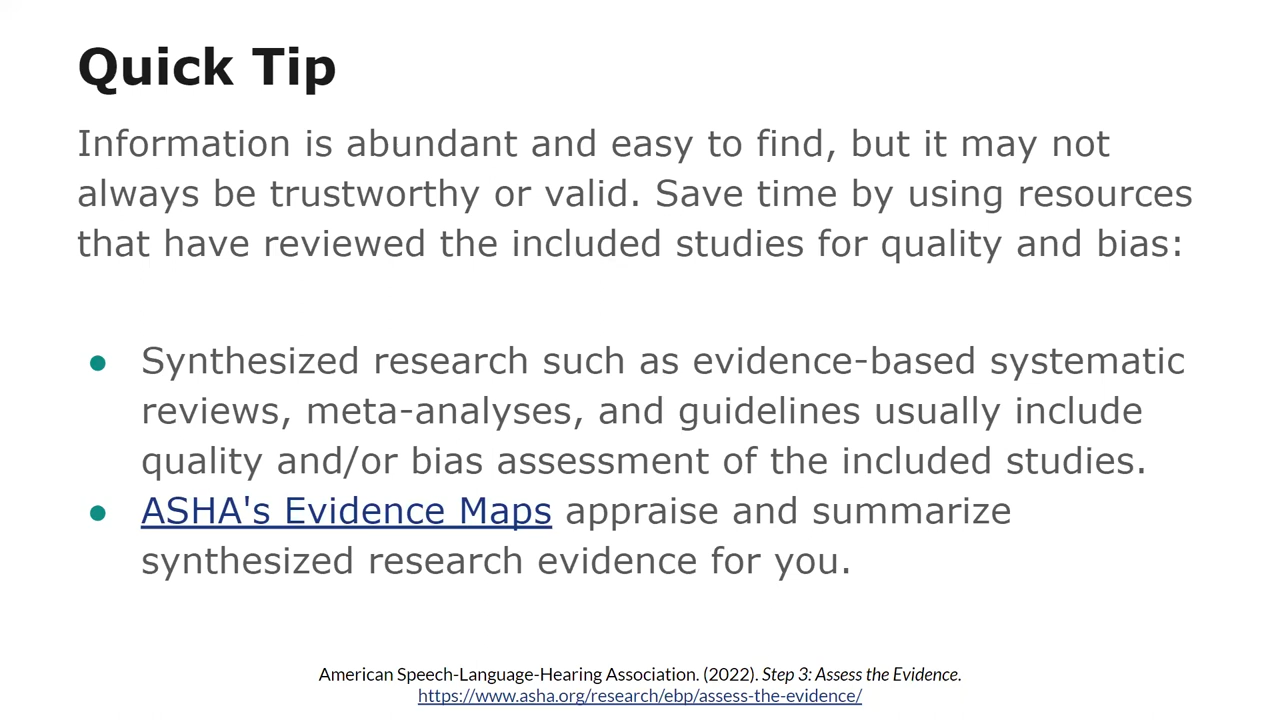 Quick Tip
Information is abundant and easy to find, but it may not
always be trustworthy or valid. Save time by using resources
that have reviewed the included studies for quality and bias:
● Synthesized research such as evidence-based systematic
reviews, meta-analyses, and guidelines usually include
quality and/or bias assessment of the included studies.
● ASHA's Evidence Maps appraise and summarize
synthesized research evidence for you.
American Speech-Language-Hearing Association. (2022). Step 3: Assess the Evidence.
https://www.asha.org/research/ebp/assess-the-evidence/